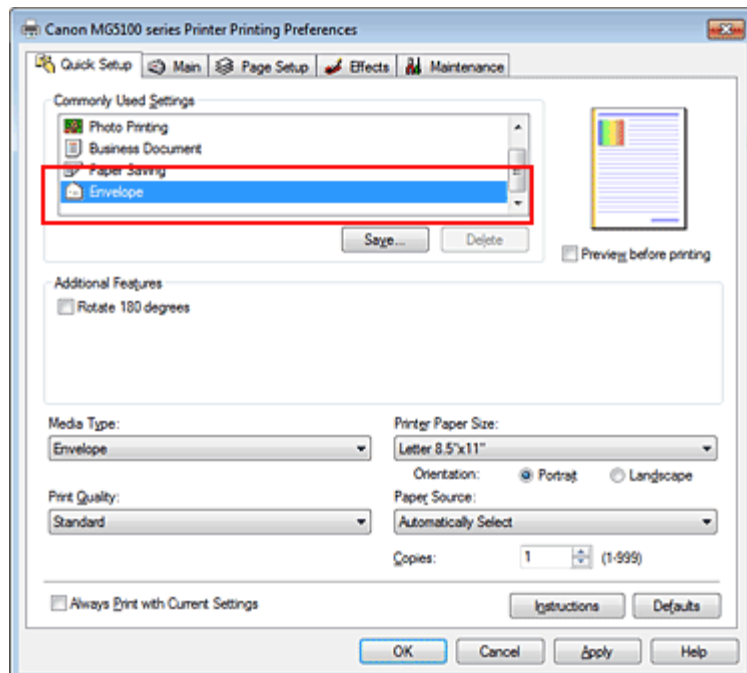 Canon MG5100 series Printer Printing Preferences
Quick Setup Main Page Setup Effects Maintenance
Commonly Used Settings
Photo Printing
Business Document
Paper Saving
Envelope
Save... Delete
Preview before printing
Additional Features
Rotate 180 degrees
Media Type: Printer Paper Size:
Envelope Letter 8.5"x11"
Orientation: Portrait Landscape
Print Quality: Paper Source:
Standard Automatically Select
Copies: 1 (1-999)
Always Print with Current Settings Instructions Defaults
OK Cancel Apply Help